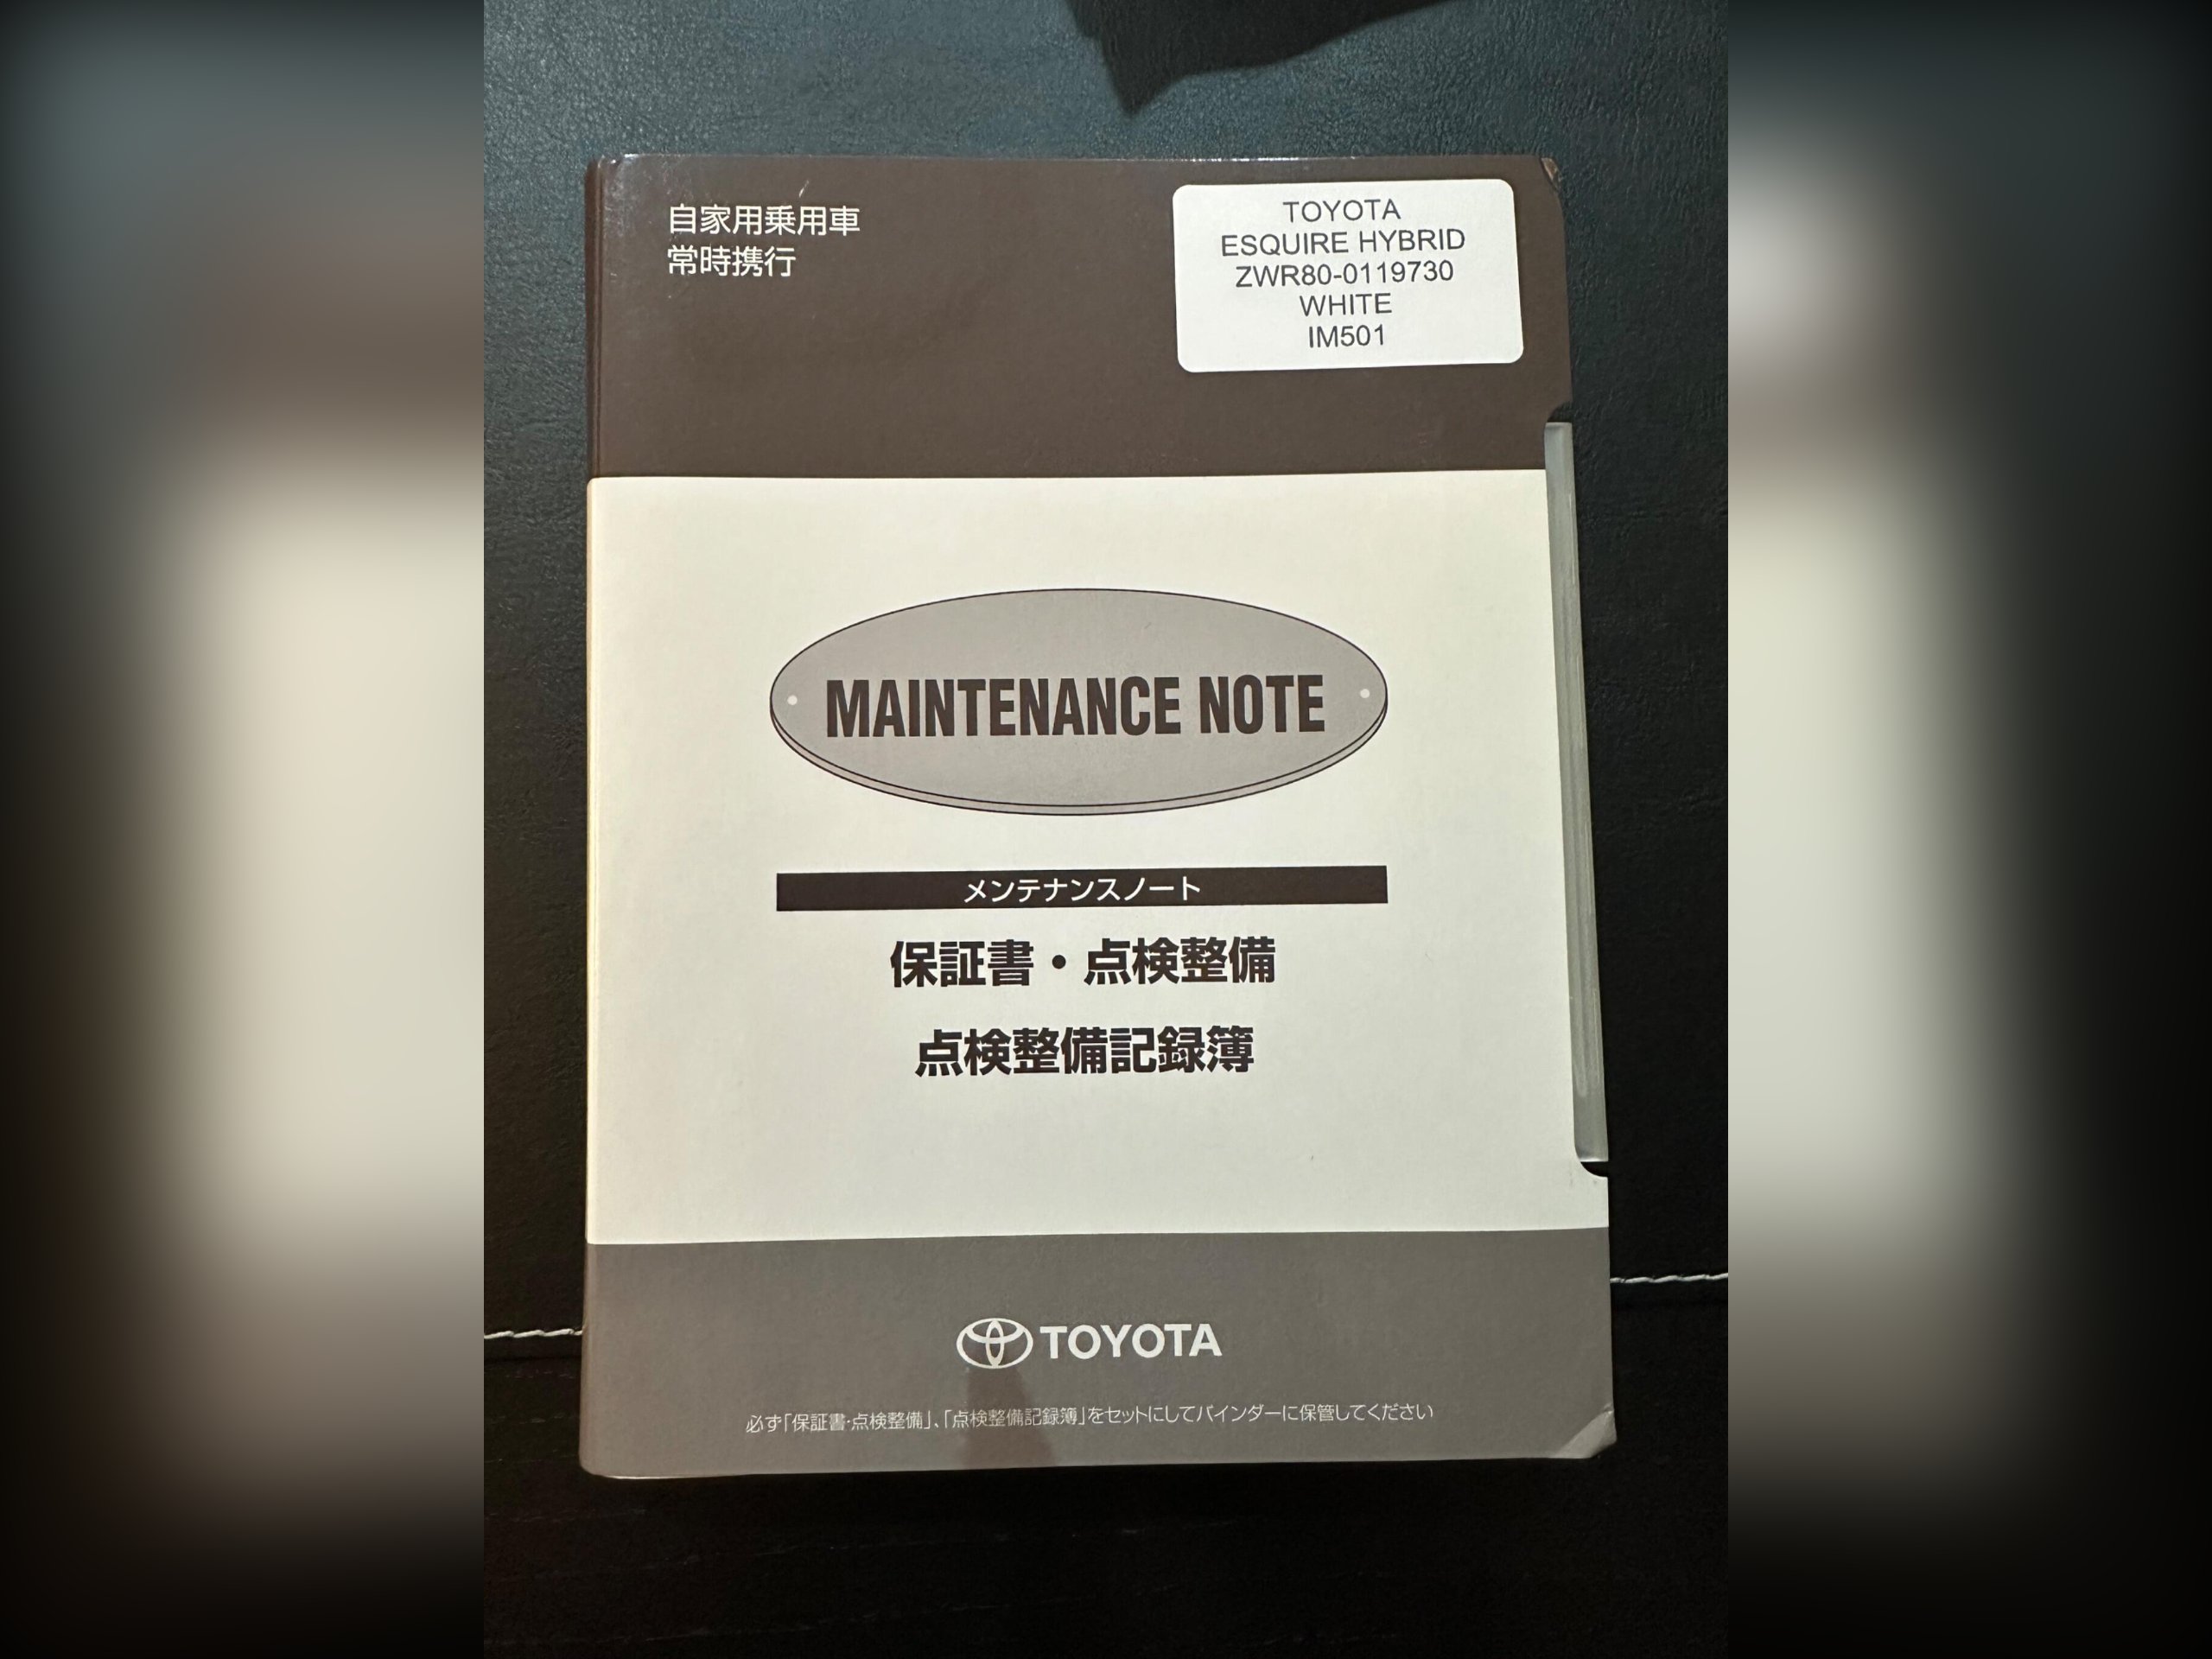 自家用乗用車
常時携行
TOYOTA
ESQUIRE HYBRID
ZWR80-0119730
WHITE
IM501
MAINTENANCE NOTE
メンテナンスノート
保証書・点検整備
点検整備記録簿
TOYOTA
必ず「保証書・点検整備」、「点検整備記録簿」をセットにしてバインダーに保管してください